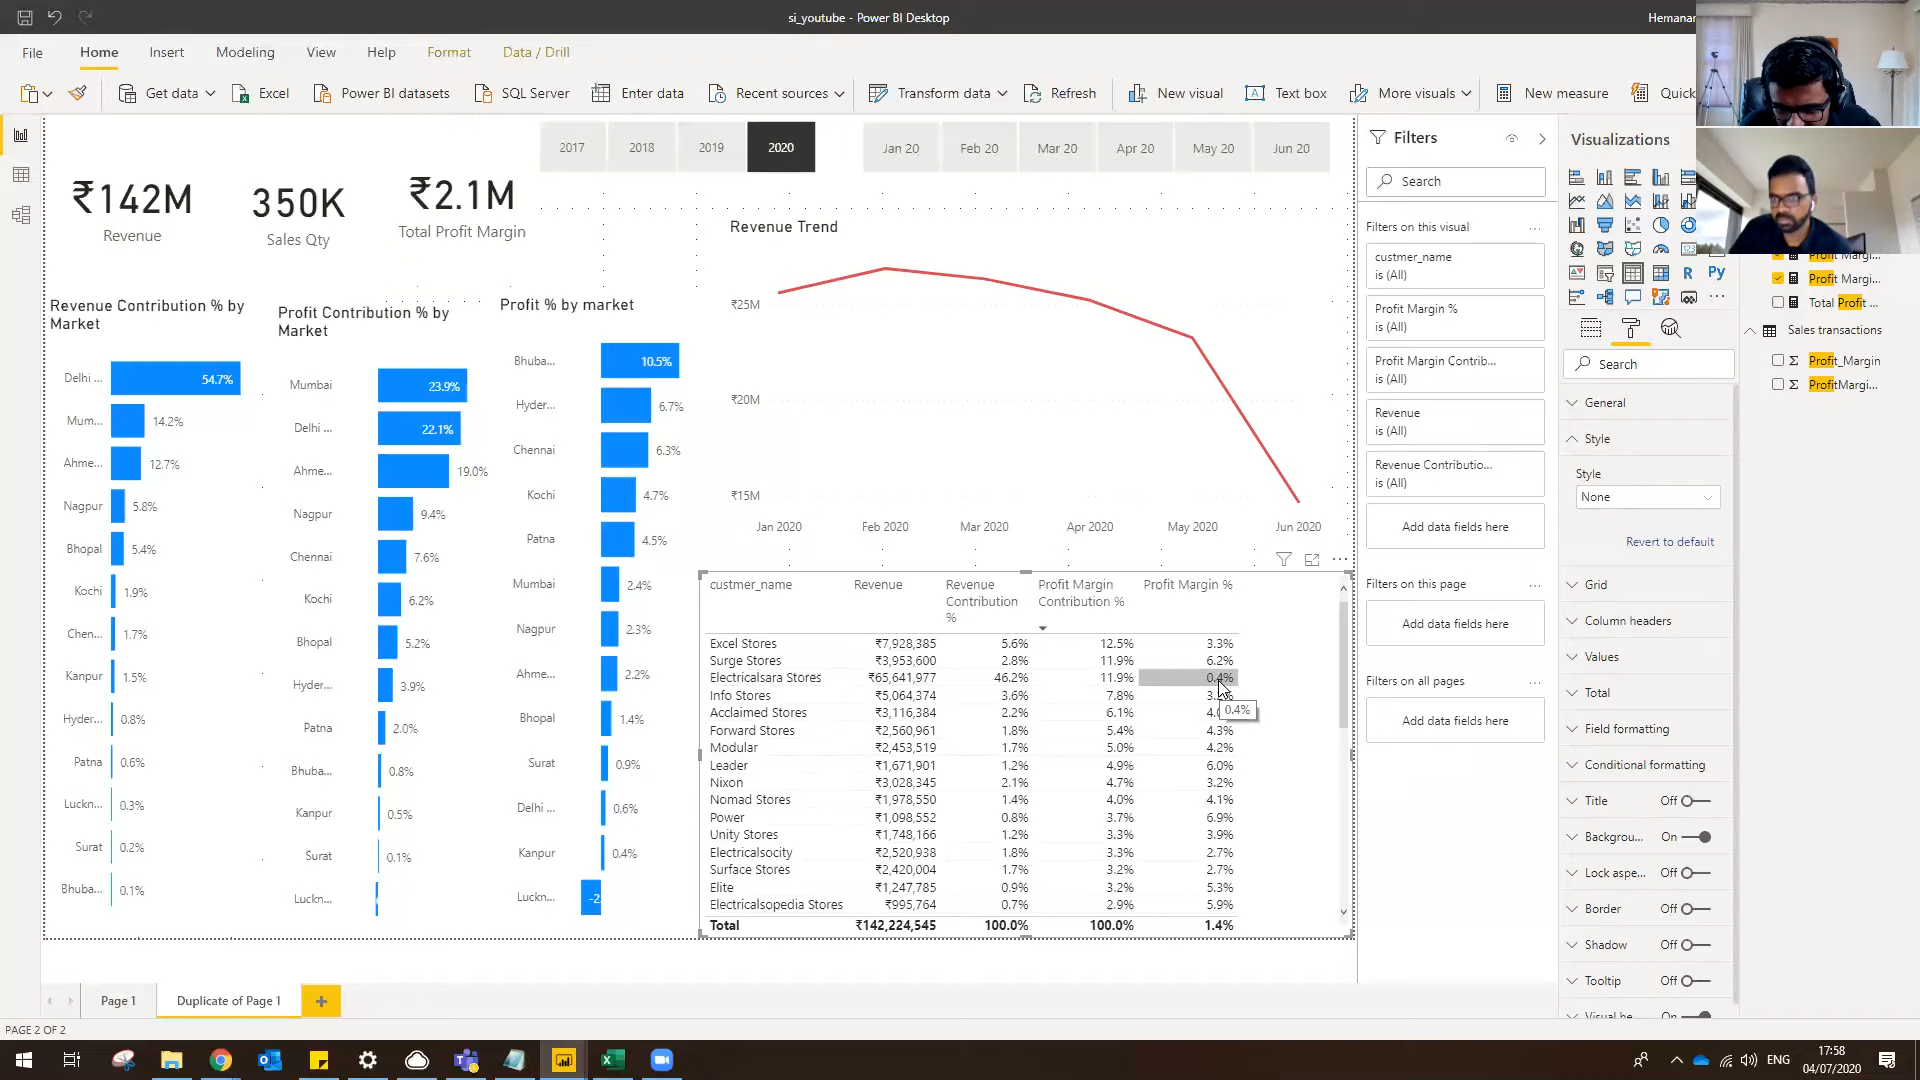 si_youtube - Power BI Desktop
Heman
File
Home
Insert
Modeling
View
Help
Format
Data / Drill
Get data
Excel
Power BI datasets
SQL Server
Enter data
Recent sources
Transform data
Refresh
New visual
Text box
More visuals
New measure
Quick
2017
2018
2019
2020
Jan 20
Feb 20
Mar 20
Apr 20
May 20
Jun 20
₹142M
Revenue
350K
Sales Qty
₹2.1M
Total Profit Margin
Revenue Contribution % by
Market
Delhi ...
54.7%
Mum...
14.2%
Ahme...
12.7%
Nagpur
5.8%
Bhopal
5.4%
Kochi
1.9%
Chen...
1.7%
Kanpur
1.5%
Hyder...
0.8%
Patna
0.6%
Luckn...
0.3%
Surat
0.2%
Bhuba...
0.1%
Profit Contribution % by
Market
Mumbai
23.9%
Delhi ...
22.1%
Ahme...
19.0%
Nagpur
9.4%
Chennai
7.6%
Kochi
6.2%
Bhopal
5.2%
Hyder...
3.9%
Patna
2.0%
Bhuba...
0.8%
Kanpur
0.5%
Surat
0.1%
Luckn...
Profit % by market
Bhuba...
10.5%
Hyder...
6.7%
Chennai
6.3%
Kochi
4.7%
Patna
4.5%
Mumbai
2.4%
Nagpur
2.3%
Ahme...
2.2%
Bhopal
1.4%
Surat
0.9%
Delhi ...
0.6%
Kanpur
0.4%
Luckn...
-2
Revenue Trend
₹25M
₹20M
₹15M
Jan 2020
Feb 2020
Mar 2020
Apr 2020
May 2020
Jun 2020
custmer_name Revenue Revenue Contribution % Profit Margin Contribution % Profit Margin %
Excel Stores ₹7,928,385 5.6% 12.5% 3.3%
Surge Stores ₹3,953,600 2.8% 11.9% 6.2%
Electricalsara Stores ₹65,641,977 46.2% 11.9% 0.4%
Info Stores ₹5,064,374 3.6% 7.8%
Acclaimed Stores ₹3,116,384 2.2% 6.1%
0.4%
Forward Stores ₹2,560,961 1.8% 5.4% 4.3%
Modular ₹2,453,519 1.7% 5.0% 4.2%
Leader ₹1,671,901 1.2% 4.9% 6.0%
Nixon ₹3,028,345 2.1% 4.7% 3.2%
Nomad Stores ₹1,978,550 1.4% 4.0% 4.1%
Power ₹1,098,552 0.8% 3.7% 6.9%
Unity Stores ₹1,748,166 1.2% 3.3% 3.9%
Electricalsocity ₹2,520,938 1.8% 3.3% 2.7%
Surface Stores ₹2,420,004 1.7% 3.2% 2.7%
Elite ₹1,247,785 0.9% 3.2% 5.3%
Electricalsopedia Stores ₹995,764 0.7% 2.9% 5.9%
Total ₹142,224,545 100.0% 100.0% 1.4%
Filters
Search
Filters on this visual
custmer_name
is (All)
Profit Margin %
is (All)
Profit Margin Contrib...
is (All)
Revenue
is (All)
Revenue Contributio...
is (All)
Add data fields here
Filters on this page
Add data fields here
Filters on all pages
Add data fields here
Visualizations
R
Py
Search
General
Style
Style
None
Revert to default
Grid
Column headers
Values
Total
Field formatting
Conditional formatting
Title Off
Backgrou... On
Lock aspe... Off
Border Off
Shadow Off
Tooltip Off
Visual he... On
Profit Margi...
Profit Margi...
Total Profit ...
Sales transactions
Profit_Margin
ProfitMargi...
Page 1
Duplicate of Page 1
PAGE 2 OF 2
ENG
17:58
04/07/2020